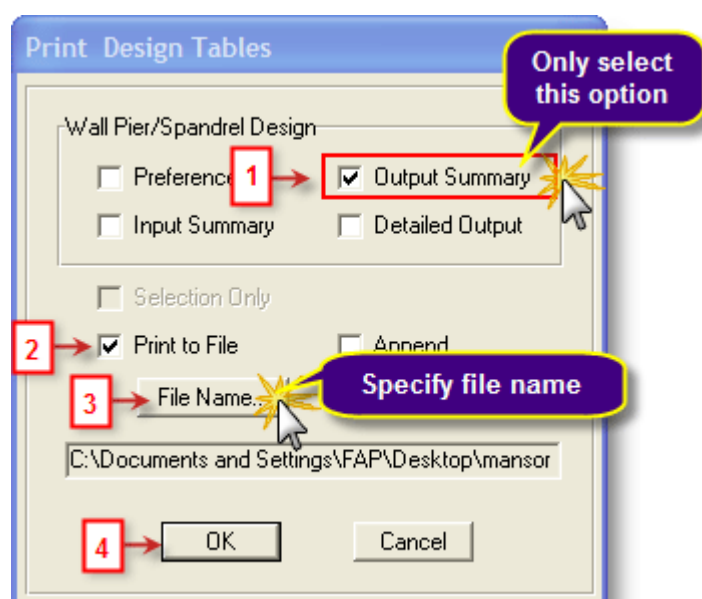 Print Design Tables
Only select
this option
Wall Pier/Spandrel Design
Preference
1
Output Summary
Input Summary
Detailed Output
Selection Only
2
Print to File
Append
3
File Name..
Specify file name
C:\Documents and Settings\FAP\Desktop\mansor
4
OK
Cancel